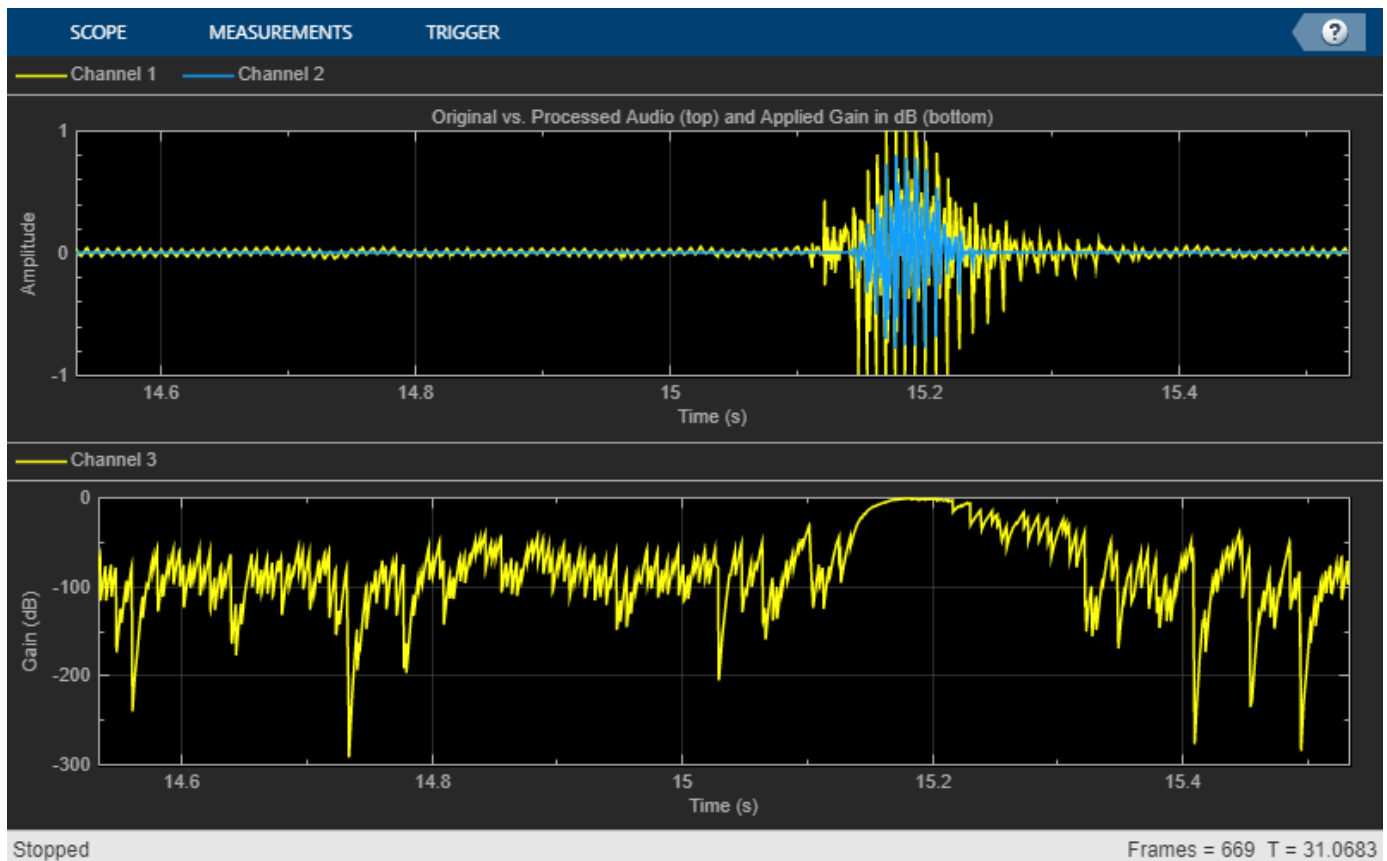 SCOPE MEASUREMENTS TRIGGER ?
Channel 1 Channel 2
Original vs. Processed Audio (top) and Applied Gain in dB (bottom)
1
0
-1
Amplitude
14.6 14.8 15 15.2 15.4
Time (s)
Channel 3
0
-100
-200
-300
Gain (dB)
14.6 14.8 15 15.2 15.4
Time (s)
Stopped Frames = 669 T = 31.0683